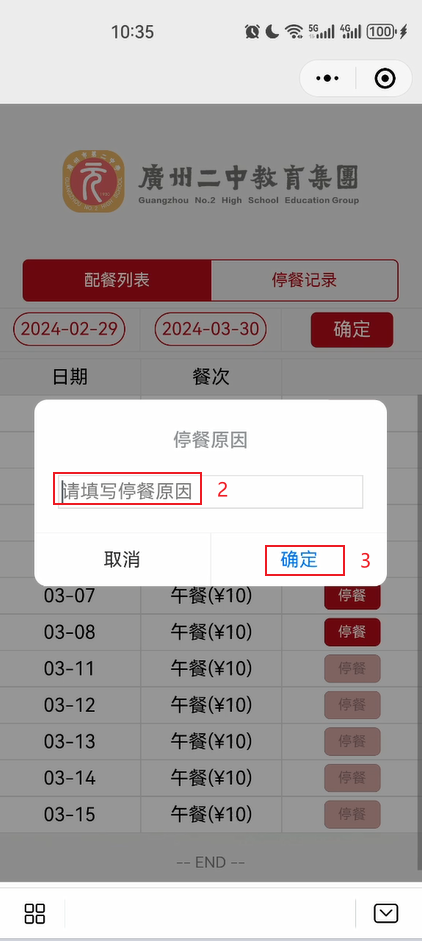 10:35
5G 4G 100
廣州二中教育集團
Guangzhou No.2 High School Education Group
配餐列表 停餐记录
2024-02-29 2024-03-30 确定
日期 餐次
停餐原因
请填写停餐原因 2
取消 确定 3
03-07 午餐(¥10) 停餐
03-08 午餐(¥10) 停餐
03-11 午餐(¥10) 停餐
03-12 午餐(¥10) 停餐
03-13 午餐(¥10) 停餐
03-14 午餐(¥10) 停餐
03-15 午餐(¥10) 停餐
-- END --